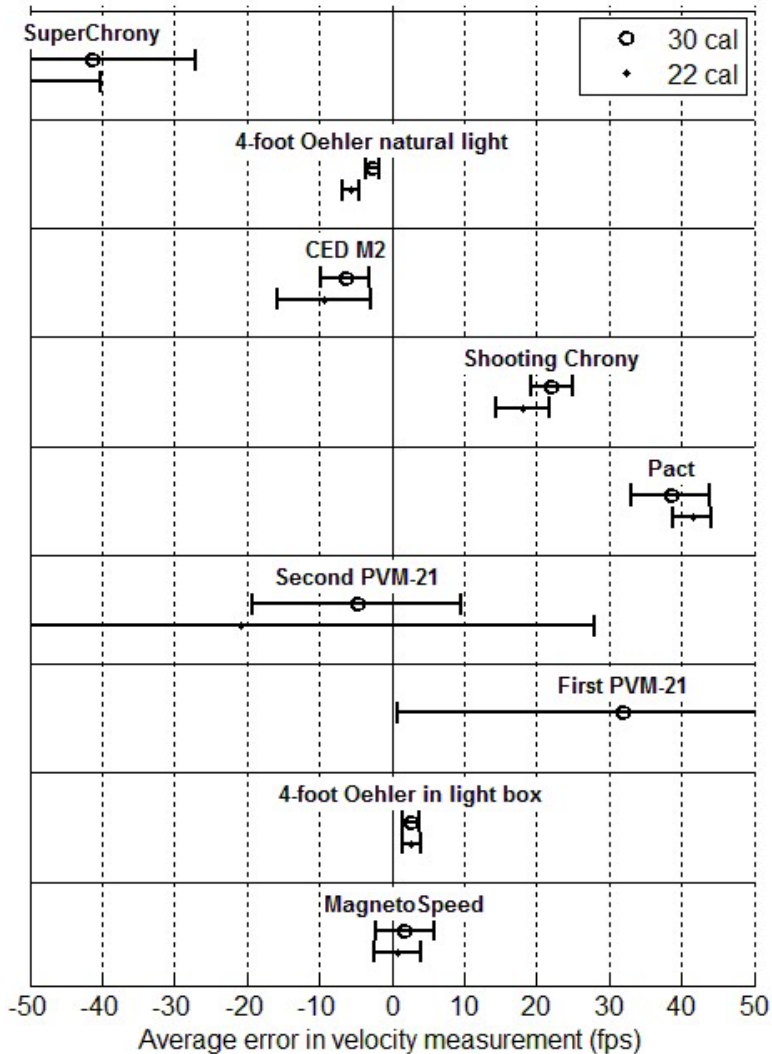 SuperChrony
30 cal
22 cal
4-foot Oehler natural light
CED M2
Shooting Chrony
Pact
Second PVM-21
First PVM-21
4-foot Oehler in light box
MagnetoSpeed
-50 -40 -30 -20 -10 0 10 20 30 40 50
Average error in velocity measurement (fps)